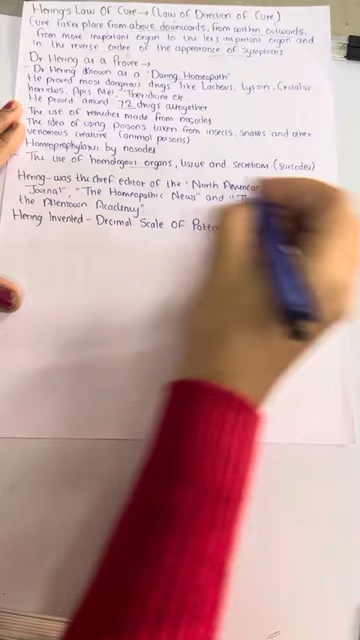 Hering's Law Of Cure → (Law of Direction of Cure)
Cure takes place from above downwards, from within outwards,
from more important organ to the less important organ and
in the reverse order of the appearance of symptoms.
Dr Hering as a Prover →
- Dr Hering known as a "Daring Homeopath"
He proved most dangrous drugs like Lachesis, Lyssin, Crotalus
horridus, Apis Mel, Theridium etc.
He proved around 72 drugs altogether
The use of remedies made from nosodes
The idea of using poisons taken from insects, snakes and other
venomous creature (animal poisons)
Homeoprophylaxis by nosodes
- The use of homologous organs, tissue and secretions (sarcodes)
Hering - was the chief editor of the "North American
Journal", "The Homeopathic News" and
the Allentown Academy".
Hering Invented - Decimal Scale of